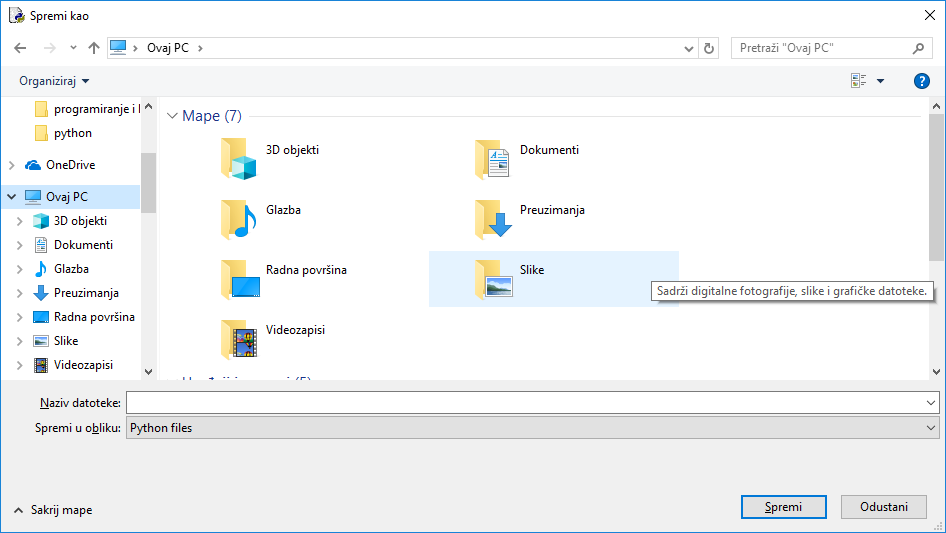 Spremi kao
Ovaj PC
Pretraži "Ovaj PC"
Organiziraj
programiranje i
python
OneDrive
Ovaj PC
3D objekti
Dokumenti
Glazba
Preuzimanja
Radna površina
Slike
Videozapisi
Mape (7)
3D objekti
Dokumenti
Glazba
Preuzimanja
Radna površina
Slike
Sadrži digitalne fotografije, slike i grafičke datoteke.
Videozapisi
Naziv datoteke:
Spremi u obliku: Python files
Sakrij mape
Spremi
Odustani